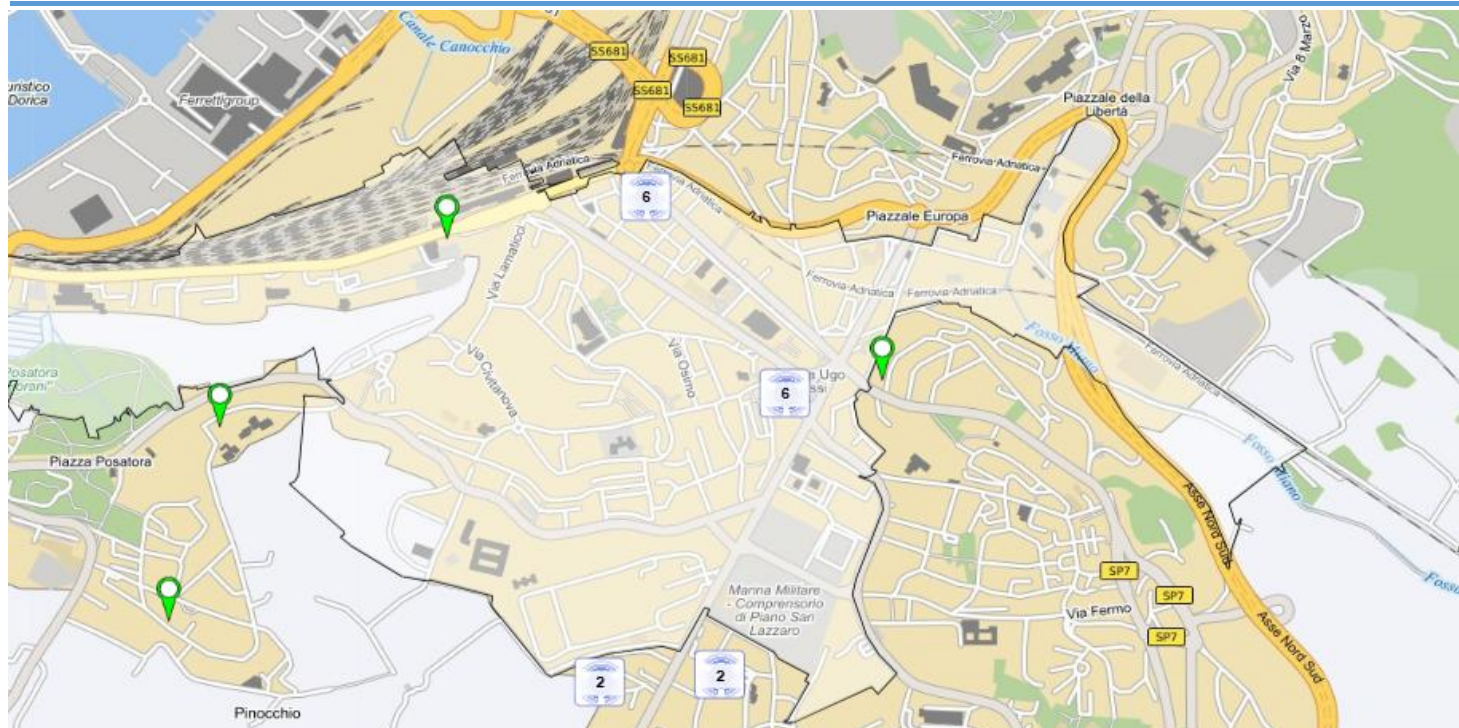 Canale Canocchio
SS681
SS681
SS681
SS681
Via 8 Marzo
Dorica
Ferrettigroup
Piazzale della
Libertà
Ferrovia Adriatica
Ferrovia Adriatica
Ferrovia Adriatica
6
Piazzale Europa
Via Lamaticci
Ferrovia Adriatica
Ferrovia Adriatica
Fosso Miano
Ferrovia Adriatica
Posatora
Via Civitanova
Via Osimo
Ugo
6
Piazza Posatora
Fosso Miano
Asse Nord Sud
Marina Militare
- Comprensorio
di Piano San
Lazzaro
SP7
SP7
SP7
Via Fermo
Asse Nord Sud
2
2
Pinocchio